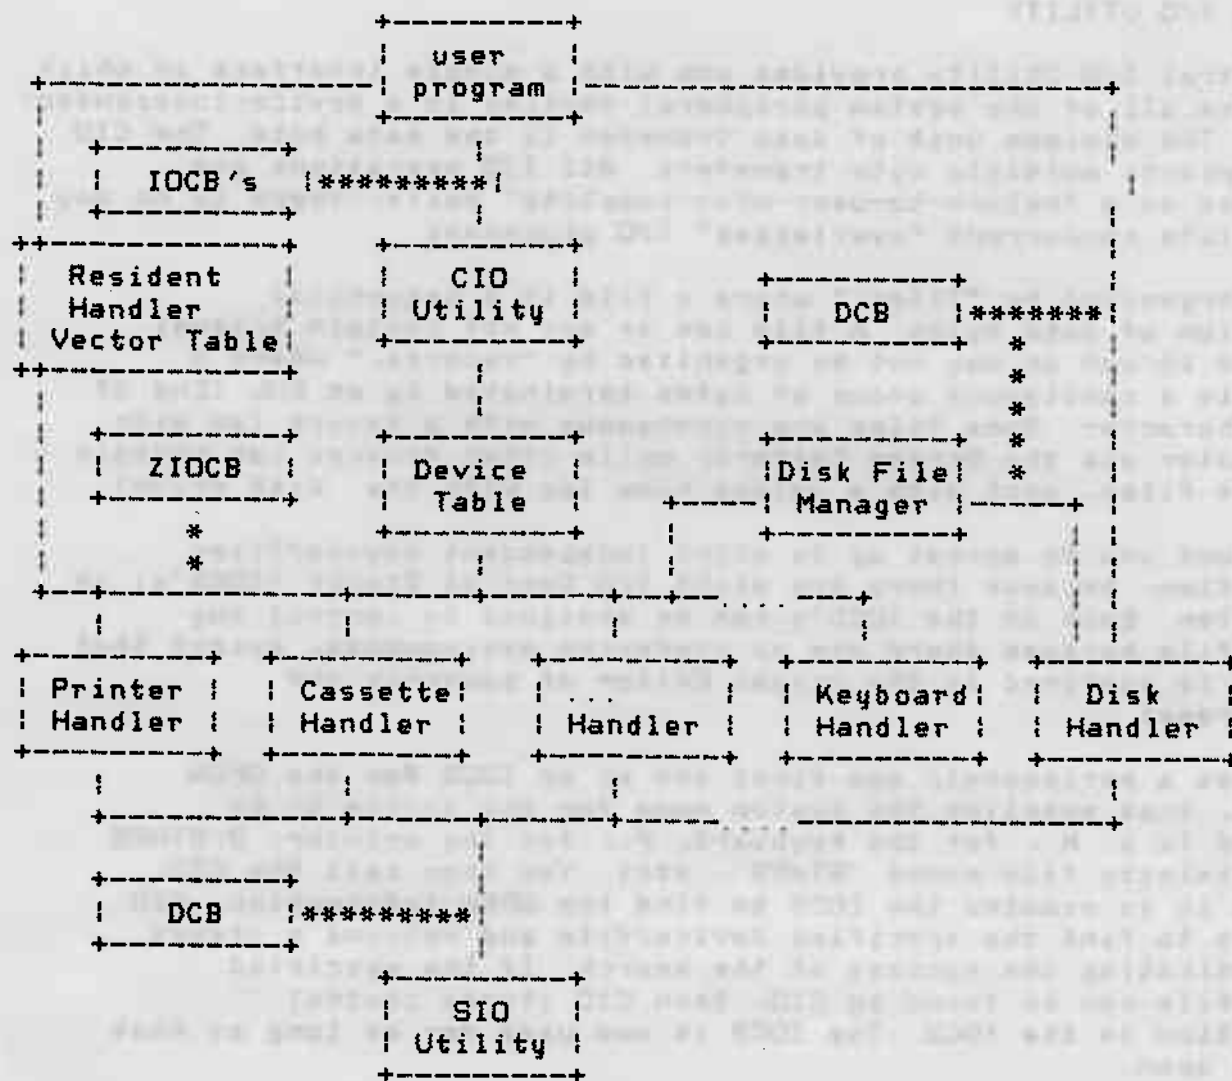 user
program
IOCB's
Resident
Handler
Vector Table
CIO
Utility
DCB
ZIOCB
Device
Table
Disk File
Manager
Printer
Handler
Cassette
Handler
...
Handler
Keyboard
Handler
Disk
Handler
DCB
SIO
Utility